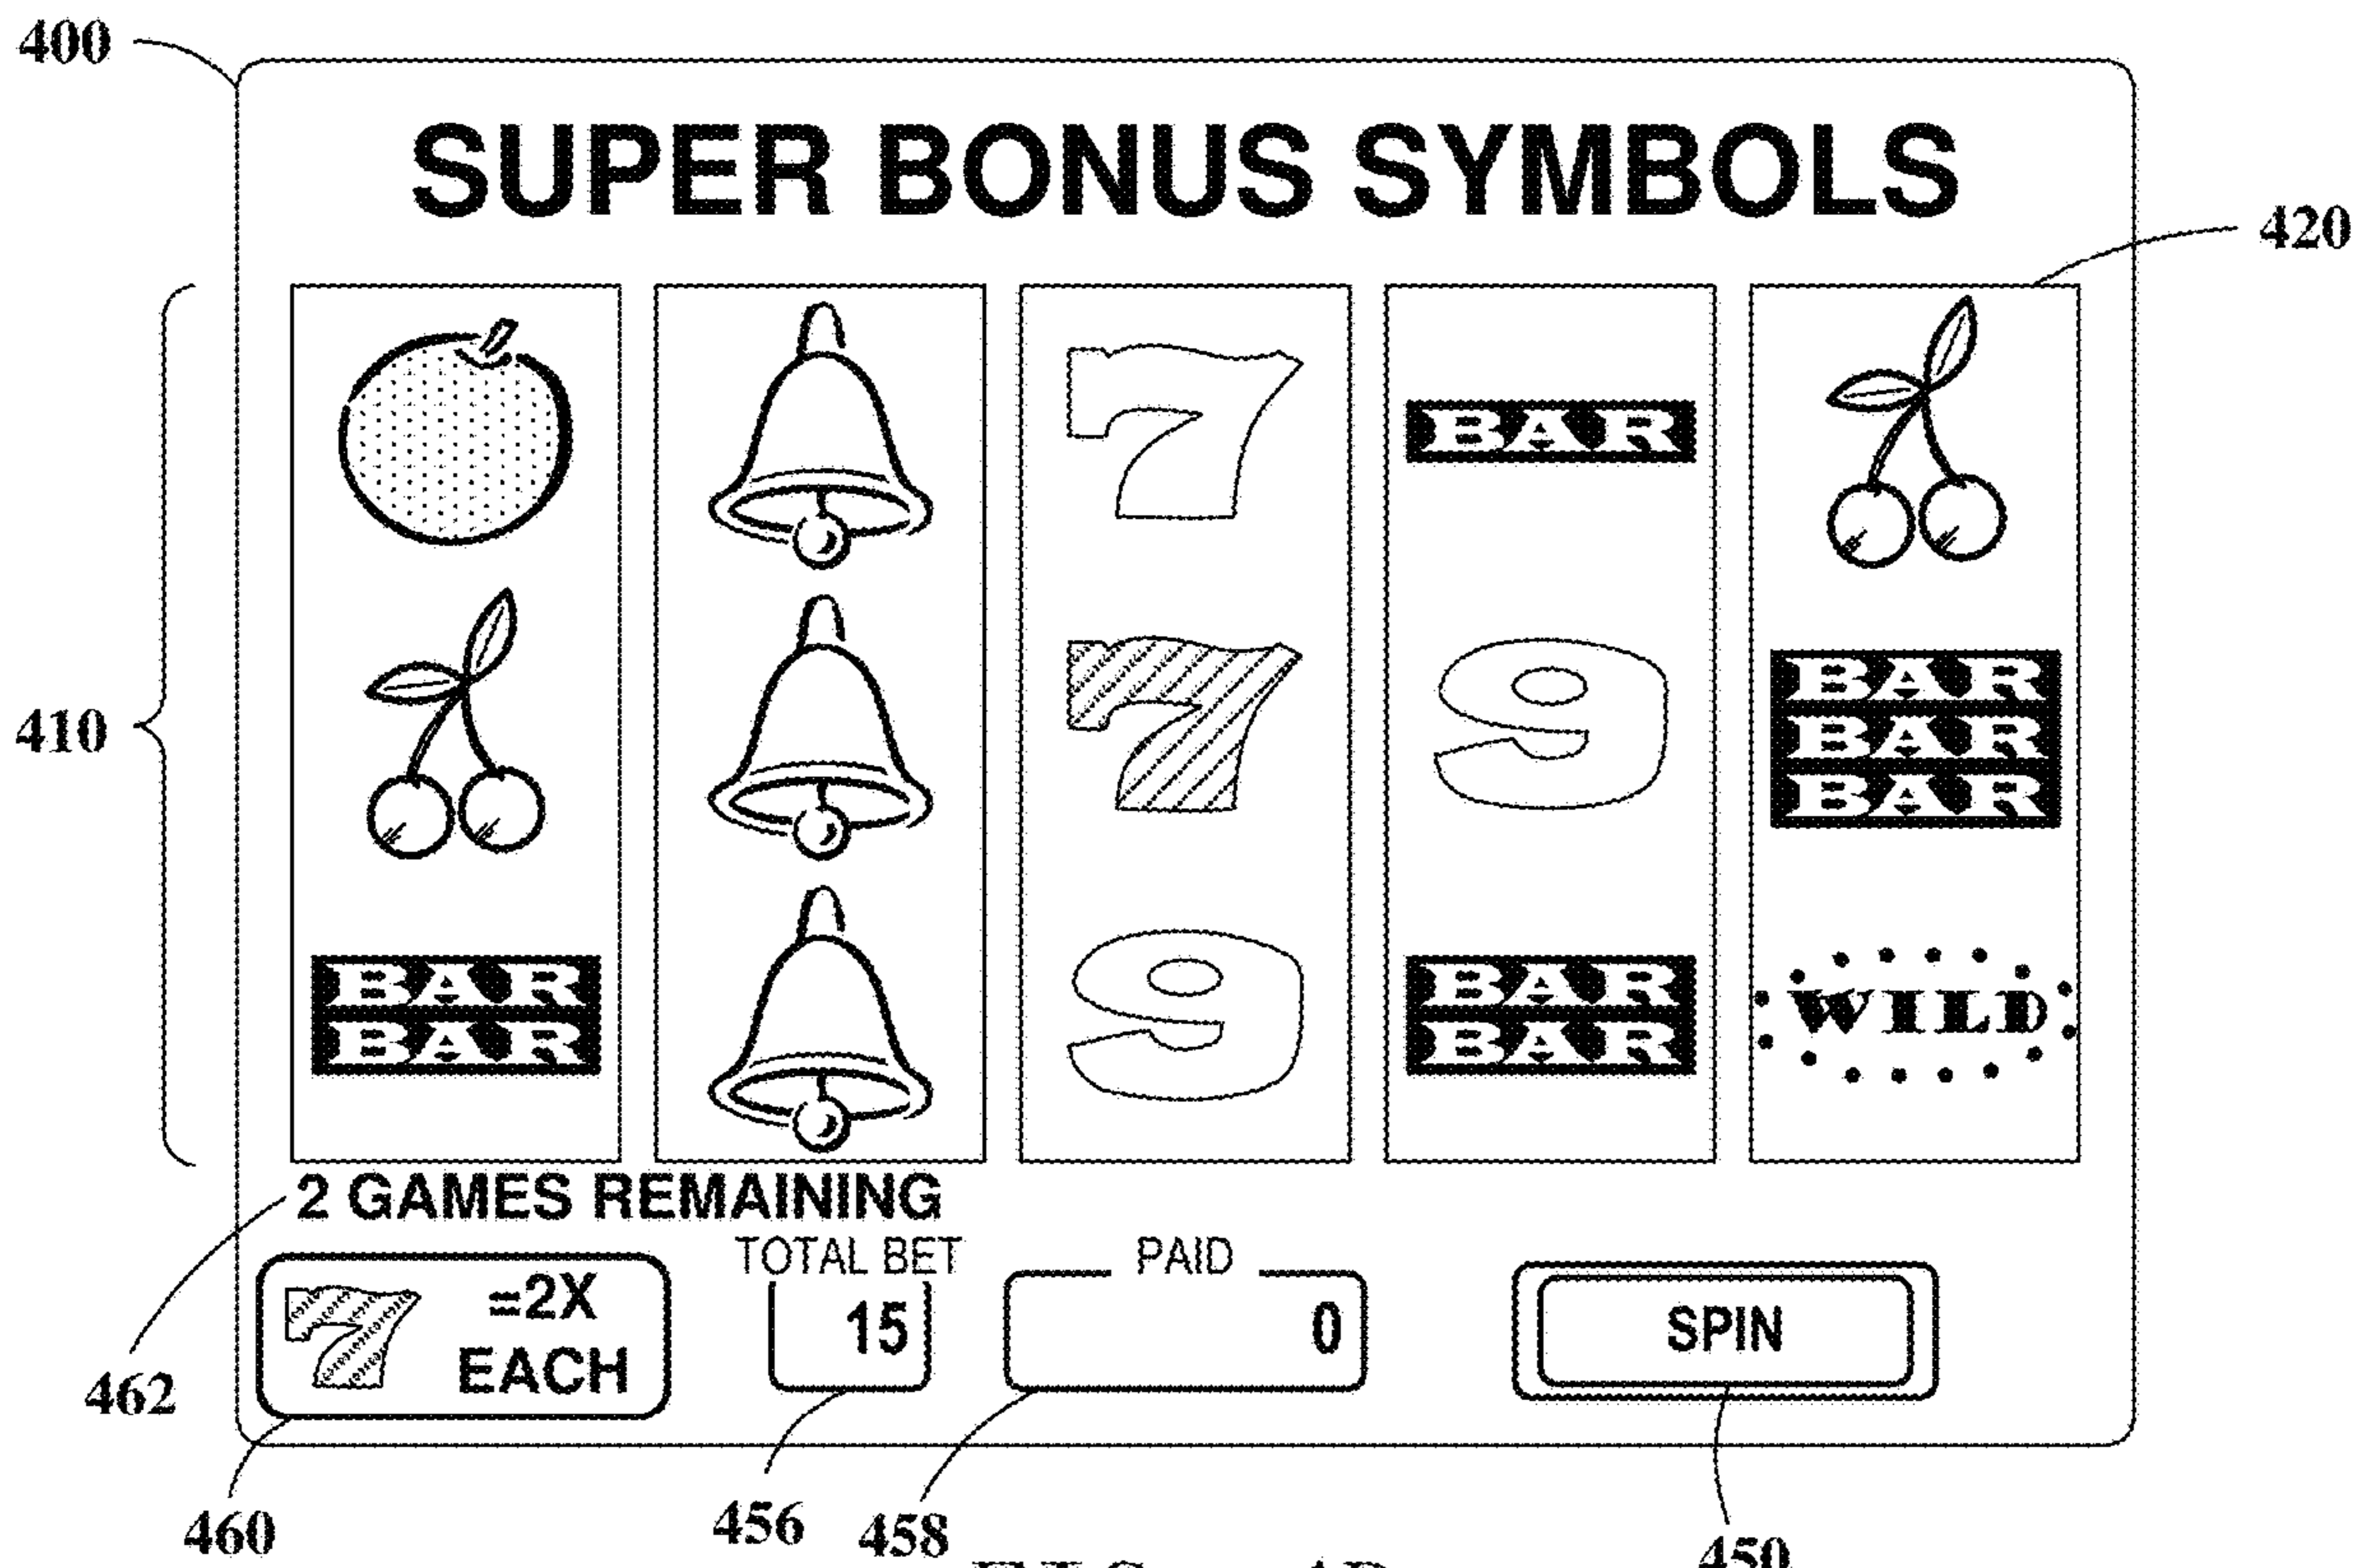 400
SUPER BONUS SYMBOLS
420
7 BAR
410
7 9 BAR
BAR
BAR
BAR
BAR
9
BAR
BAR
WILD
2 GAMES REMAINING
TOTAL BET PAID
7 =2X
EACH
15
0
SPIN
462
460
456
458
450